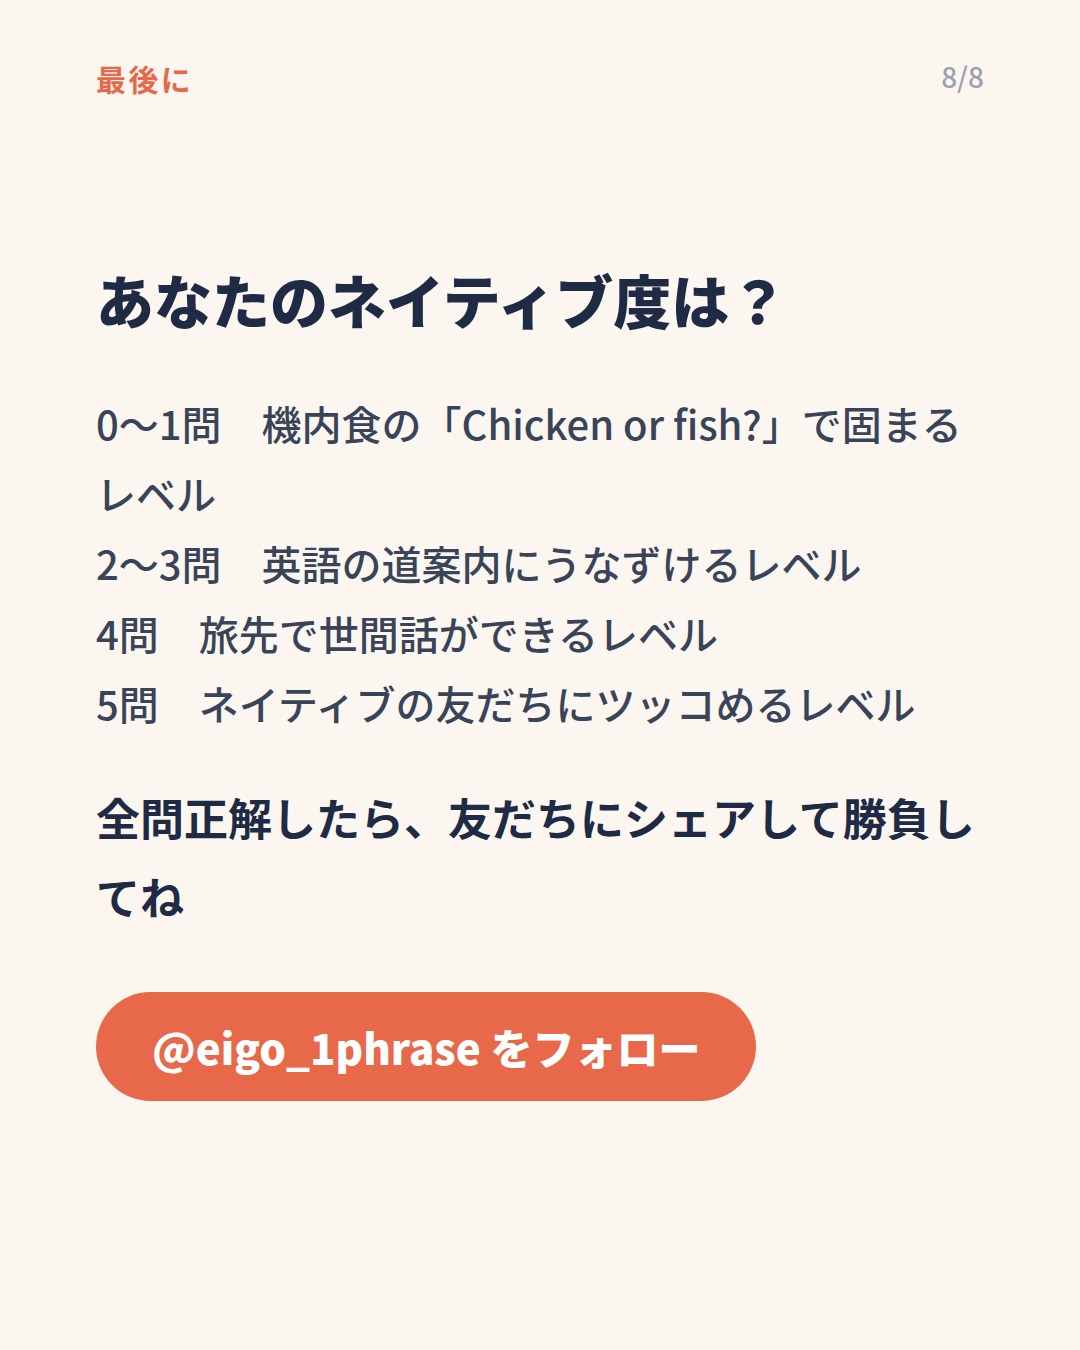 最後に
8/8
あなたのネイティブ度は？
0〜1問　機内食の「Chicken or fish?」で固まる
レベル
2〜3問　英語の道案内にうなずけるレベル
4問　旅先で世間話ができるレベル
5問　ネイティブの友だちにツッコめるレベル
全問正解したら、友だちにシェアして勝負し
てね
@eigo_1phrase をフォロー